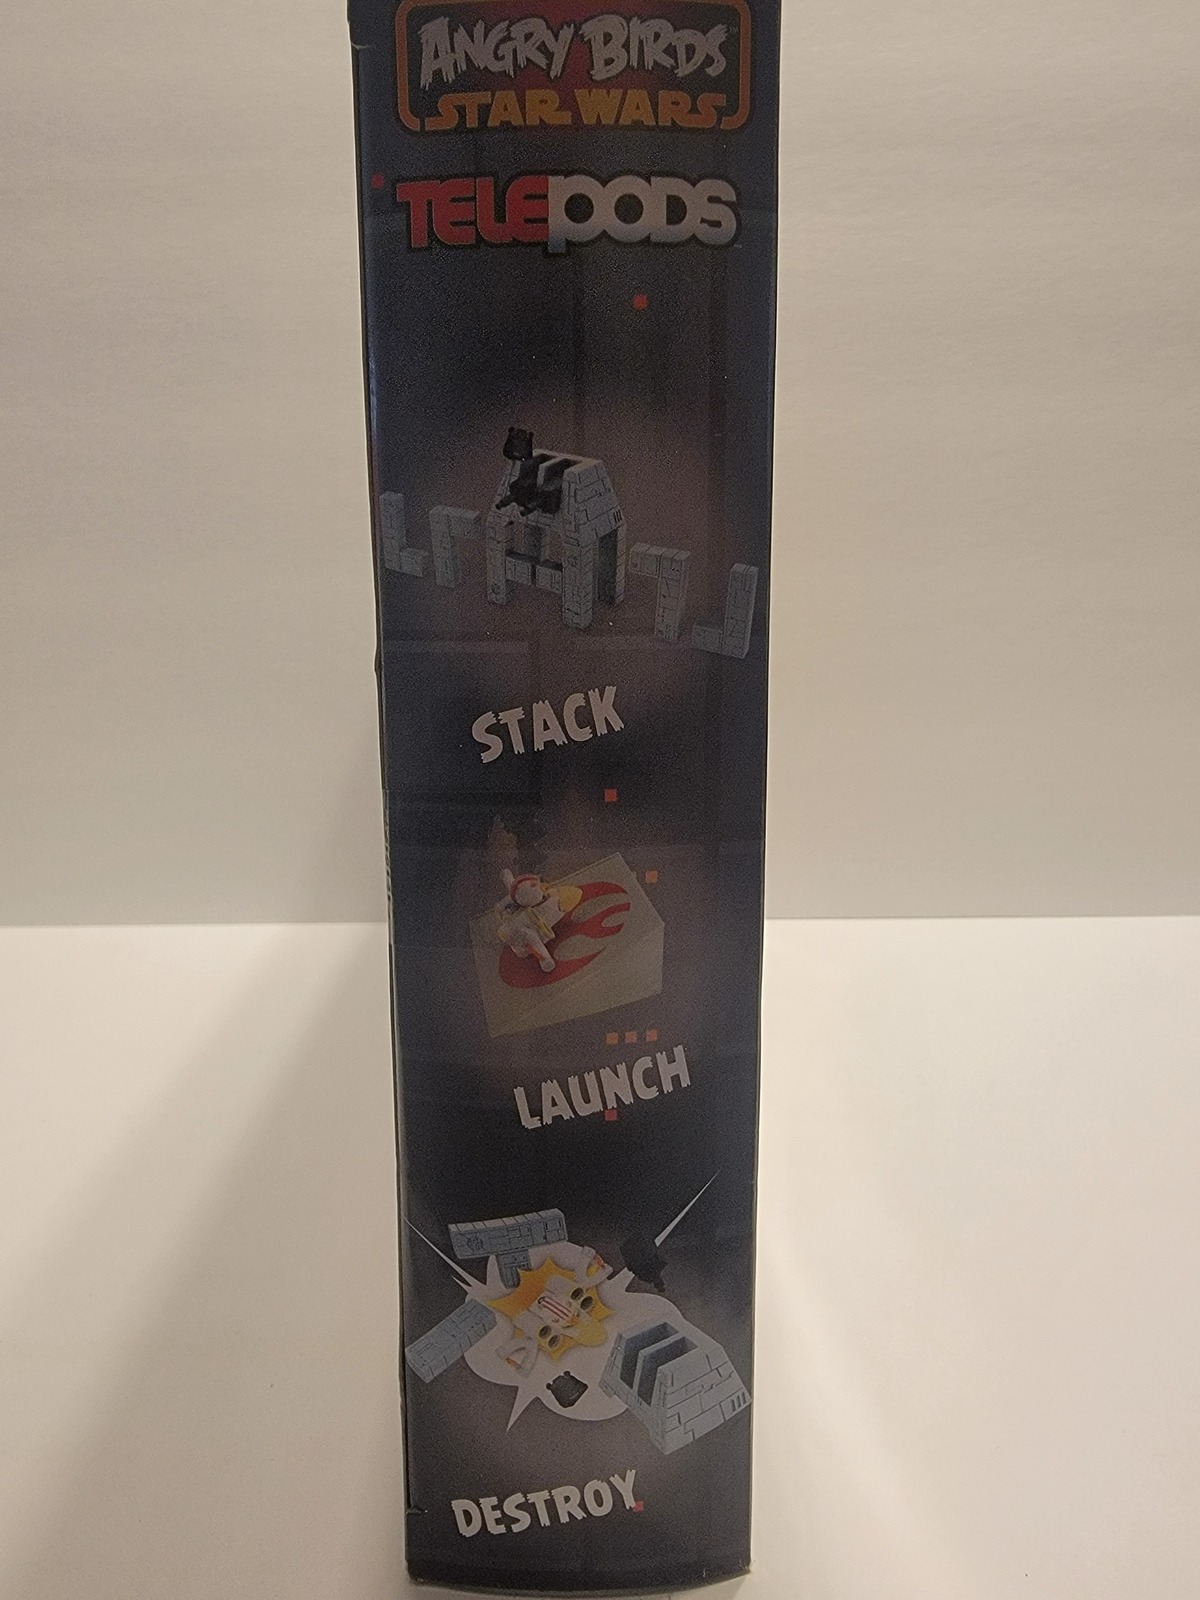 ANGRY BIRDS
STAR WARS
TELEPODS
STACK
LAUNCH
DESTROY